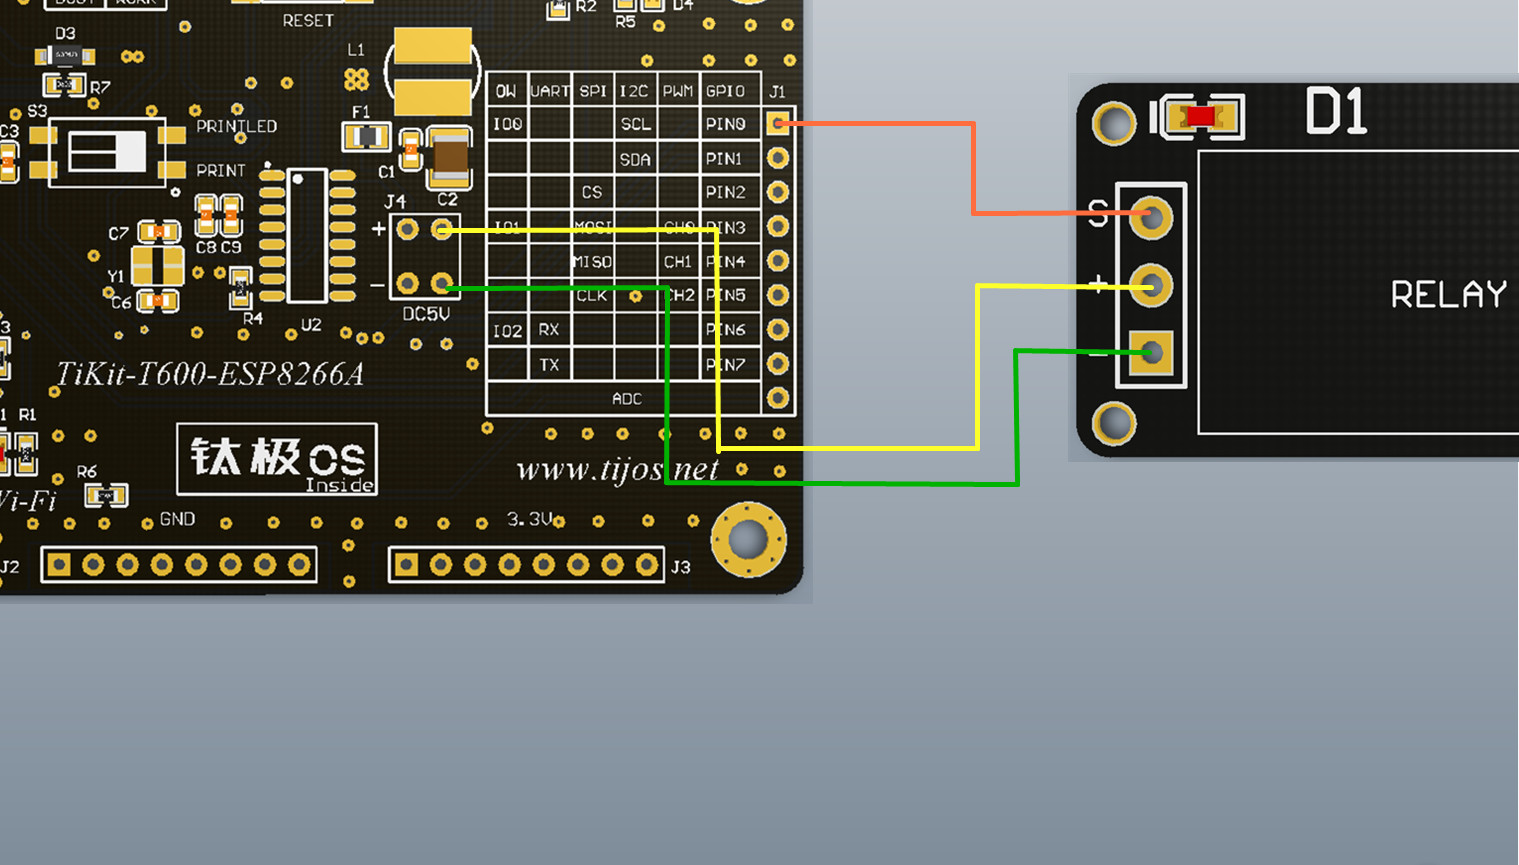 RESET
R2
R5
D4
D3
R7
L1
S3
PRINTLED
PRINT
F1
C3
C1
C2
OW UART SPI I2C PWM GPIO J1
IO0 SCL PIN0
SDA PIN1
CS PIN2
IO1 MOSI CH0 PIN3
MISO CH1 PIN4
CLK CH2 PIN5
IO2 RX PIN6
TX PIN7
ADC
J4
+
−
DC5V
C7
C8 C9
Y1
C6
R4
U2
TiKit-T600-ESP8266A
R1
R6
钛极OS
Inside
www.tijos.net
Wi-Fi
GND
3.3V
J2
J3
D1
S
+
−
RELAY